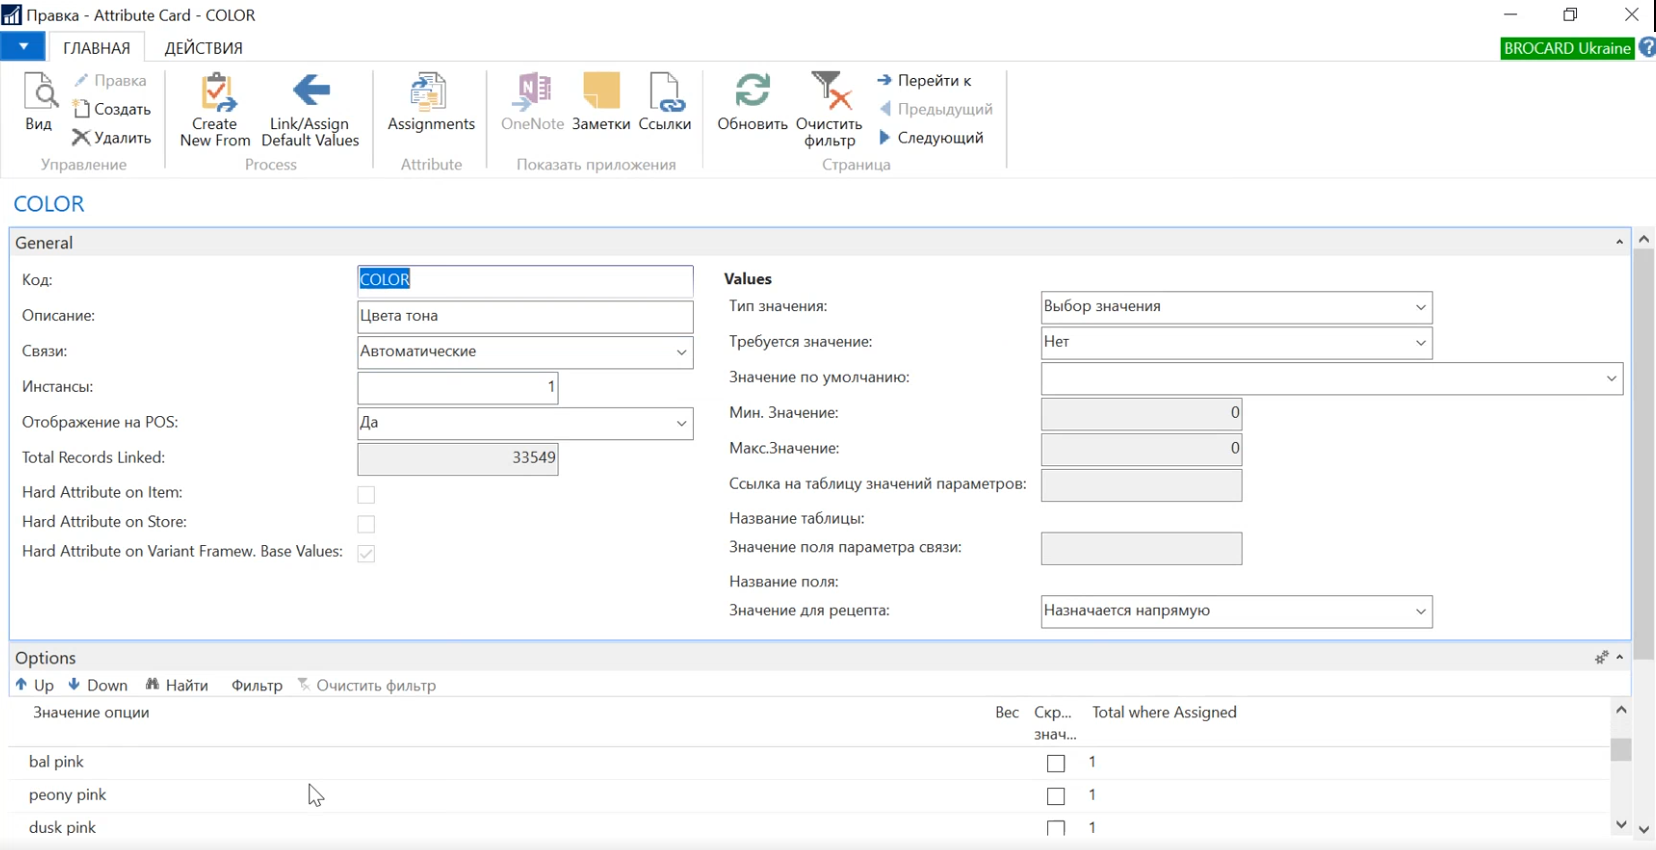 Правка - Attribute Card - COLOR
ГЛАВНАЯ ДЕЙСТВИЯ
BROCARD Ukraine ?
Вид
Правка
Создать
Удалить
Управление
Create New From
Link/Assign Default Values
Process
Assignments
Attribute
OneNote
Заметки
Ссылки
Показать приложения
Обновить
Очистить фильтр
Перейти к
Предыдущий
Следующий
Страница
COLOR
General
Код: COLOR
Описание: Цвета тона
Связи: Автоматические
Инстансы: 1
Отображение на POS: Да
Total Records Linked: 33549
Hard Attribute on Item:
Hard Attribute on Store:
Hard Attribute on Variant Framew. Base Values:
Values
Тип значения: Выбор значения
Требуется значение: Нет
Значение по умолчанию:
Мин. Значение: 0
Макс.Значение: 0
Ссылка на таблицу значений параметров:
Название таблицы:
Значение поля параметра связи:
Название поля:
Значение для рецепта: Назначается напрямую
Options
Up Down Найти Фильтр Очистить фильтр
Значение опции Вес Скр... знач... Total where Assigned
bal pink 1
peony pink 1
dusk pink 1